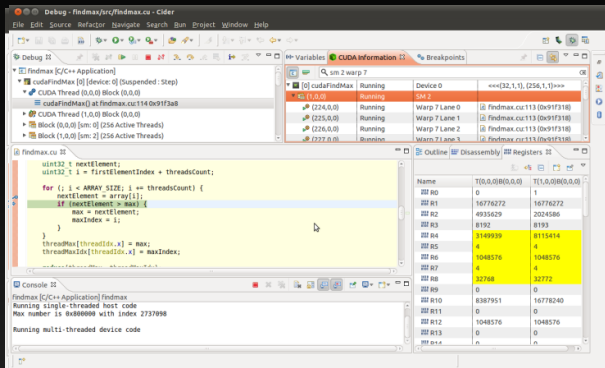 Debug - findmax/src/findmax.cu - Cider
File Edit Source Refactor Navigate Search Run Project Window Help
Debug
findmax [C/C++ Application]
cudaFindMax [0] [device: 0] (Suspended : Step)
CUDA Thread (0,0,0) Block (0,0,0)
cudaFindMax() at findmax.cu:114 0x91f3a8
CUDA Thread (1,0,0) Block (0,0,0)
Block (0,0,0) [sm: 0] (256 Active Threads)
Block (1,0,0) [sm: 2] (256 Active Threads)
Variables CUDA Information Breakpoints
sm 2 warp 7
[0] cudaFindMax Running Device 0 <<<(32,1,1), (256,1,1)>>>
(1,0,0) Running SM 2
(224,0,0) Running Warp 7 Lane 0 findmax.cu:113 (0x91f318)
(225,0,0) Running Warp 7 Lane 1 findmax.cu:113 (0x91f318)
(226,0,0) Running Warp 7 Lane 2 findmax.cu:113 (0x91f318)
(227,0,0) Running Warp 7 Lane 3 findmax.cu:113 (0x91f318)
findmax.cu
uint32_t nextElement;
uint32_t i = firstElementIndex + threadsCount;
for (; i < ARRAY_SIZE; i += threadsCount) {
nextElement = array[i];
if (nextElement > max) {
max = nextElement;
maxIndex = i;
}
}
threadMax[threadIdx.x] = max;
threadMaxIdx[threadIdx.x] = maxIndex;
Outline Disassembly Registers
Name T(0,0,0)B(0,0,0) T(1,0,0)B(0,0,0)
R0 0 1
R1 16776272 16776272
R2 4935629 2024586
R3 8192 8193
R4 3149939 8115414
R5 4 4
R6 1048576 1048576
R7 4 4
R8 32768 32772
R9 0 0
R10 8387951 16778240
R11 0 0
R12 1048576 1048576
R13 0 0
Console
findmax [C/C++ Application] findmax
Running single-threaded host code
Max number is 0x800000 with index 2737098
Running multi-threaded device code